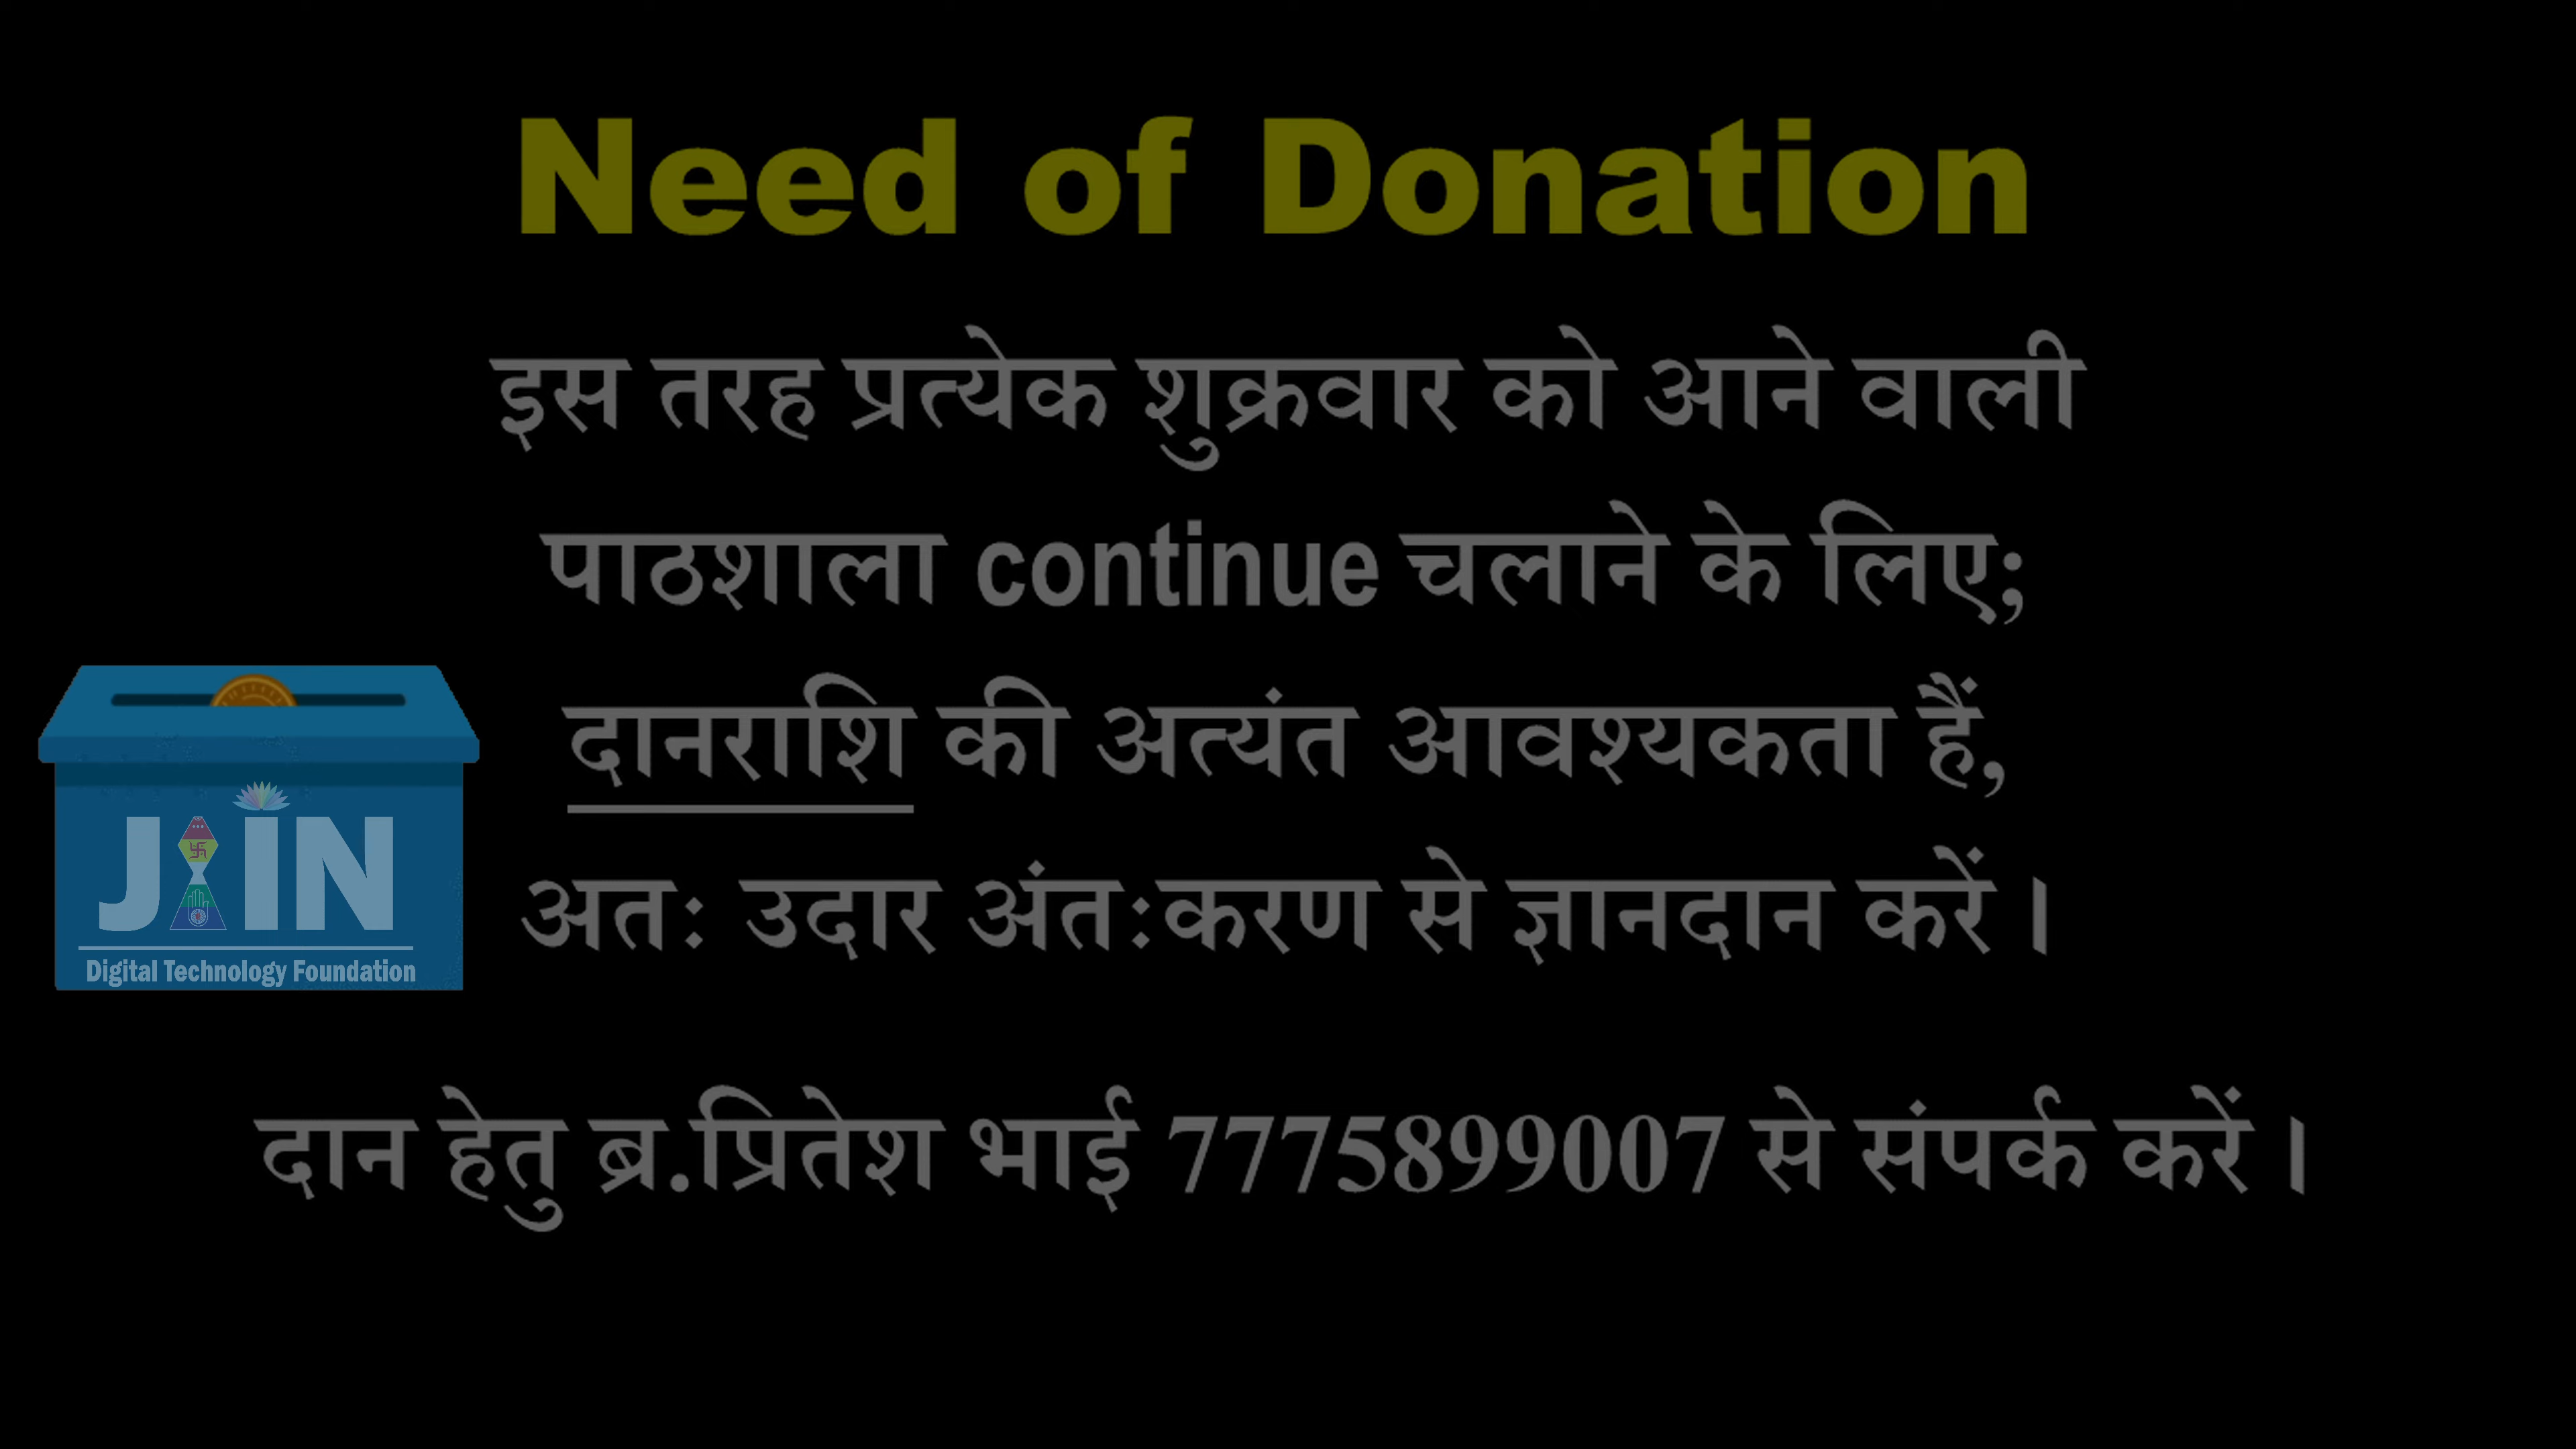 Need of Donation
इस तरह प्रत्येक शुक्रवार को आने वाली
पाठशाला continue चलाने के लिए;
दानराशि की अत्यंत आवश्यकता हैं,
अतः उदार अंतःकरण से ज्ञानदान करें।
JAIN
Digital Technology Foundation
दान हेतु ब्र.प्रितेश भाई 7775899007 से संपर्क करें।